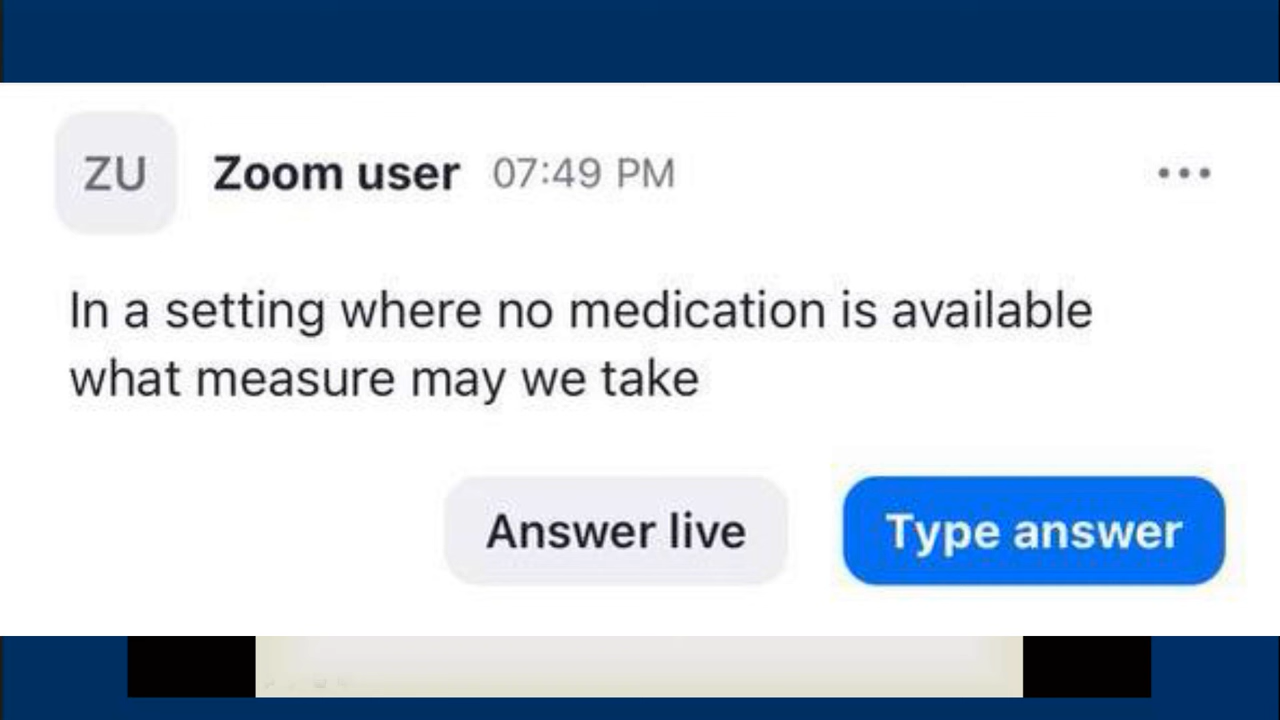 ZU
Zoom user 07:49 PM
In a setting where no medication is available
what measure may we take
Answer live Type answer